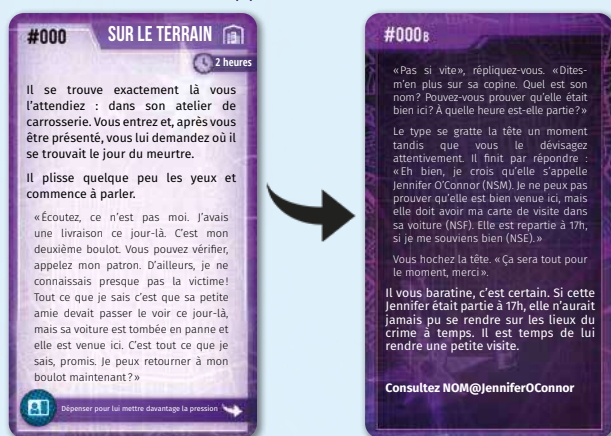 #000
SUR LE TERRAIN
2 heures
Il se trouve exactement là vous
l'attendiez : dans son atelier de
carrosserie. Vous entrez et, après vous
être présenté, vous lui demandez où il
se trouvait le jour du meurtre.
Il plisse quelque peu les yeux et
commence à parler.
«Écoutez, ce n'est pas moi. J'avais
une livraison ce jour-là. C'est mon
deuxième boulot. Vous pouvez vérifier,
appelez mon patron. D'ailleurs, je ne
connaissais presque pas la victime!
Tout ce que je sais c'est que sa petite
amie devait passer le voir ce jour-là,
mais sa voiture est tombée en panne et
elle est venue ici. C'est tout ce que je
sais, promis. Je peux retourner à mon
boulot maintenant?»
Dépenser pour lui mettre davantage la pression
#000B
«Pas si vite», répliquez-vous. «Dites-
m'en plus sur sa copine. Quel est son
nom? Pouvez-vous prouver qu'elle était
bien ici? À quelle heure est-elle partie?»
Le type se gratte la tête un moment
tandis que vous le dévisagez
attentivement. Il finit par répondre :
«Eh bien, je crois qu'elle s'appelle
Jennifer O'Connor (NSM). Je ne peux pas
prouver qu'elle est bien venue ici, mais
elle doit avoir ma carte de visite dans
sa voiture (NSF). Elle est repartie à 17h,
si je me souviens bien (NSE).»
Vous hochez la tête. «Ça sera tout pour
le moment, merci».
Il vous baratine, c'est certain. Si cette
Jennifer était partie à 17h, elle n'aurait
jamais pu se rendre sur les lieux du
crime à temps. Il est temps de lui
rendre une petite visite.
Consultez NOM@JenniferOConnor